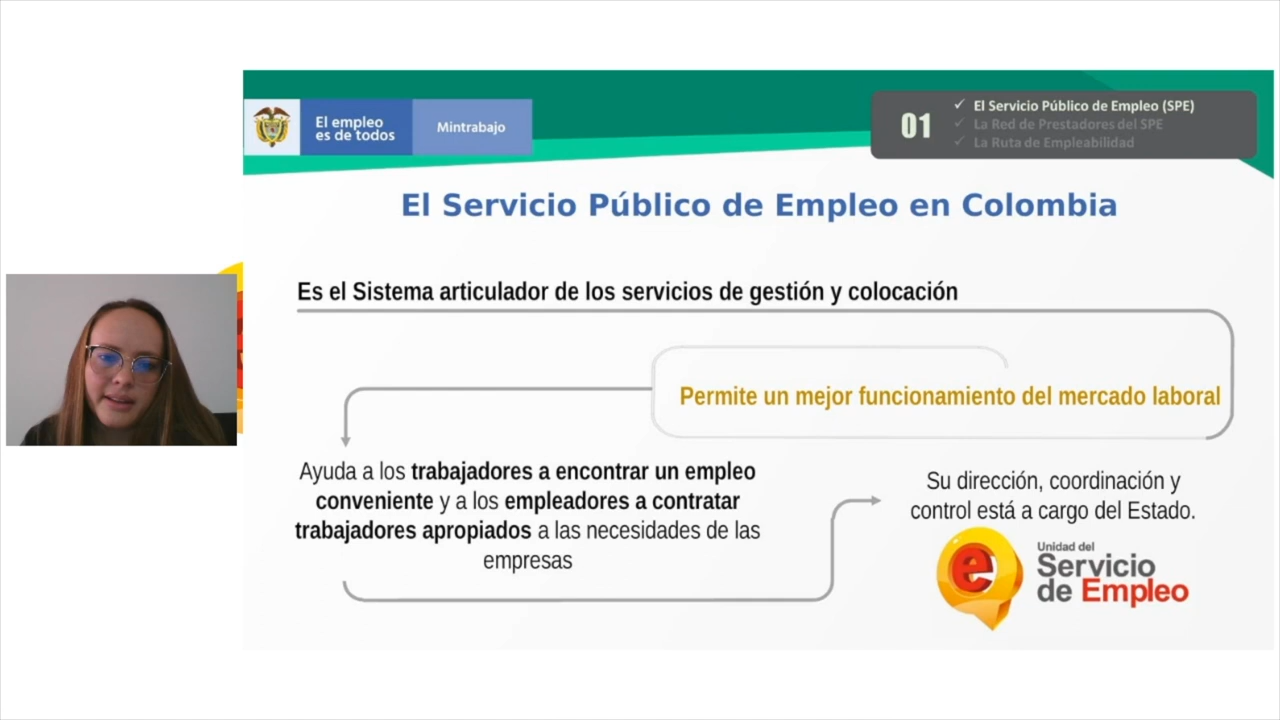 El empleo
es de todos
Mintrabajo
01
El Servicio Público de Empleo (SPE)
La Red de Prestadores del SPE
La Ruta de Empleabilidad
El Servicio Público de Empleo en Colombia
Es el Sistema articulador de los servicios de gestión y colocación
Permite un mejor funcionamiento del mercado laboral
Ayuda a los trabajadores a encontrar un empleo
conveniente y a los empleadores a contratar
trabajadores apropiados a las necesidades de las
empresas
Su dirección, coordinación y
control está a cargo del Estado.
e
Unidad del
Servicio
de Empleo